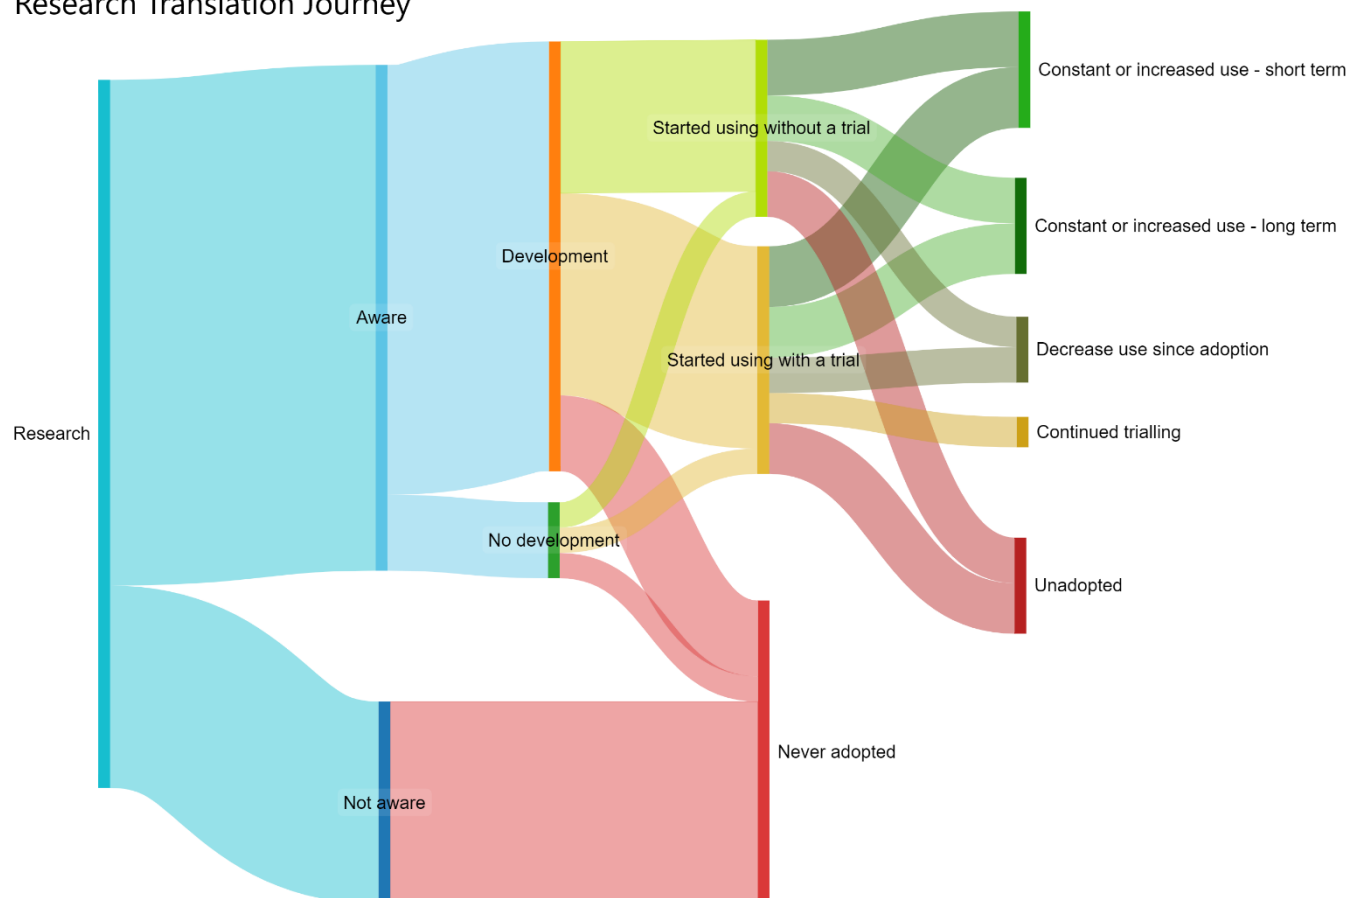 Research Translation Journey
Constant or increased use - short term
Started using without a trial
Constant or increased use - long term
Development
Aware
Decrease use since adoption
Started using with a trial
Research
Continued trialling
No development
Unadopted
Never adopted
Not aware